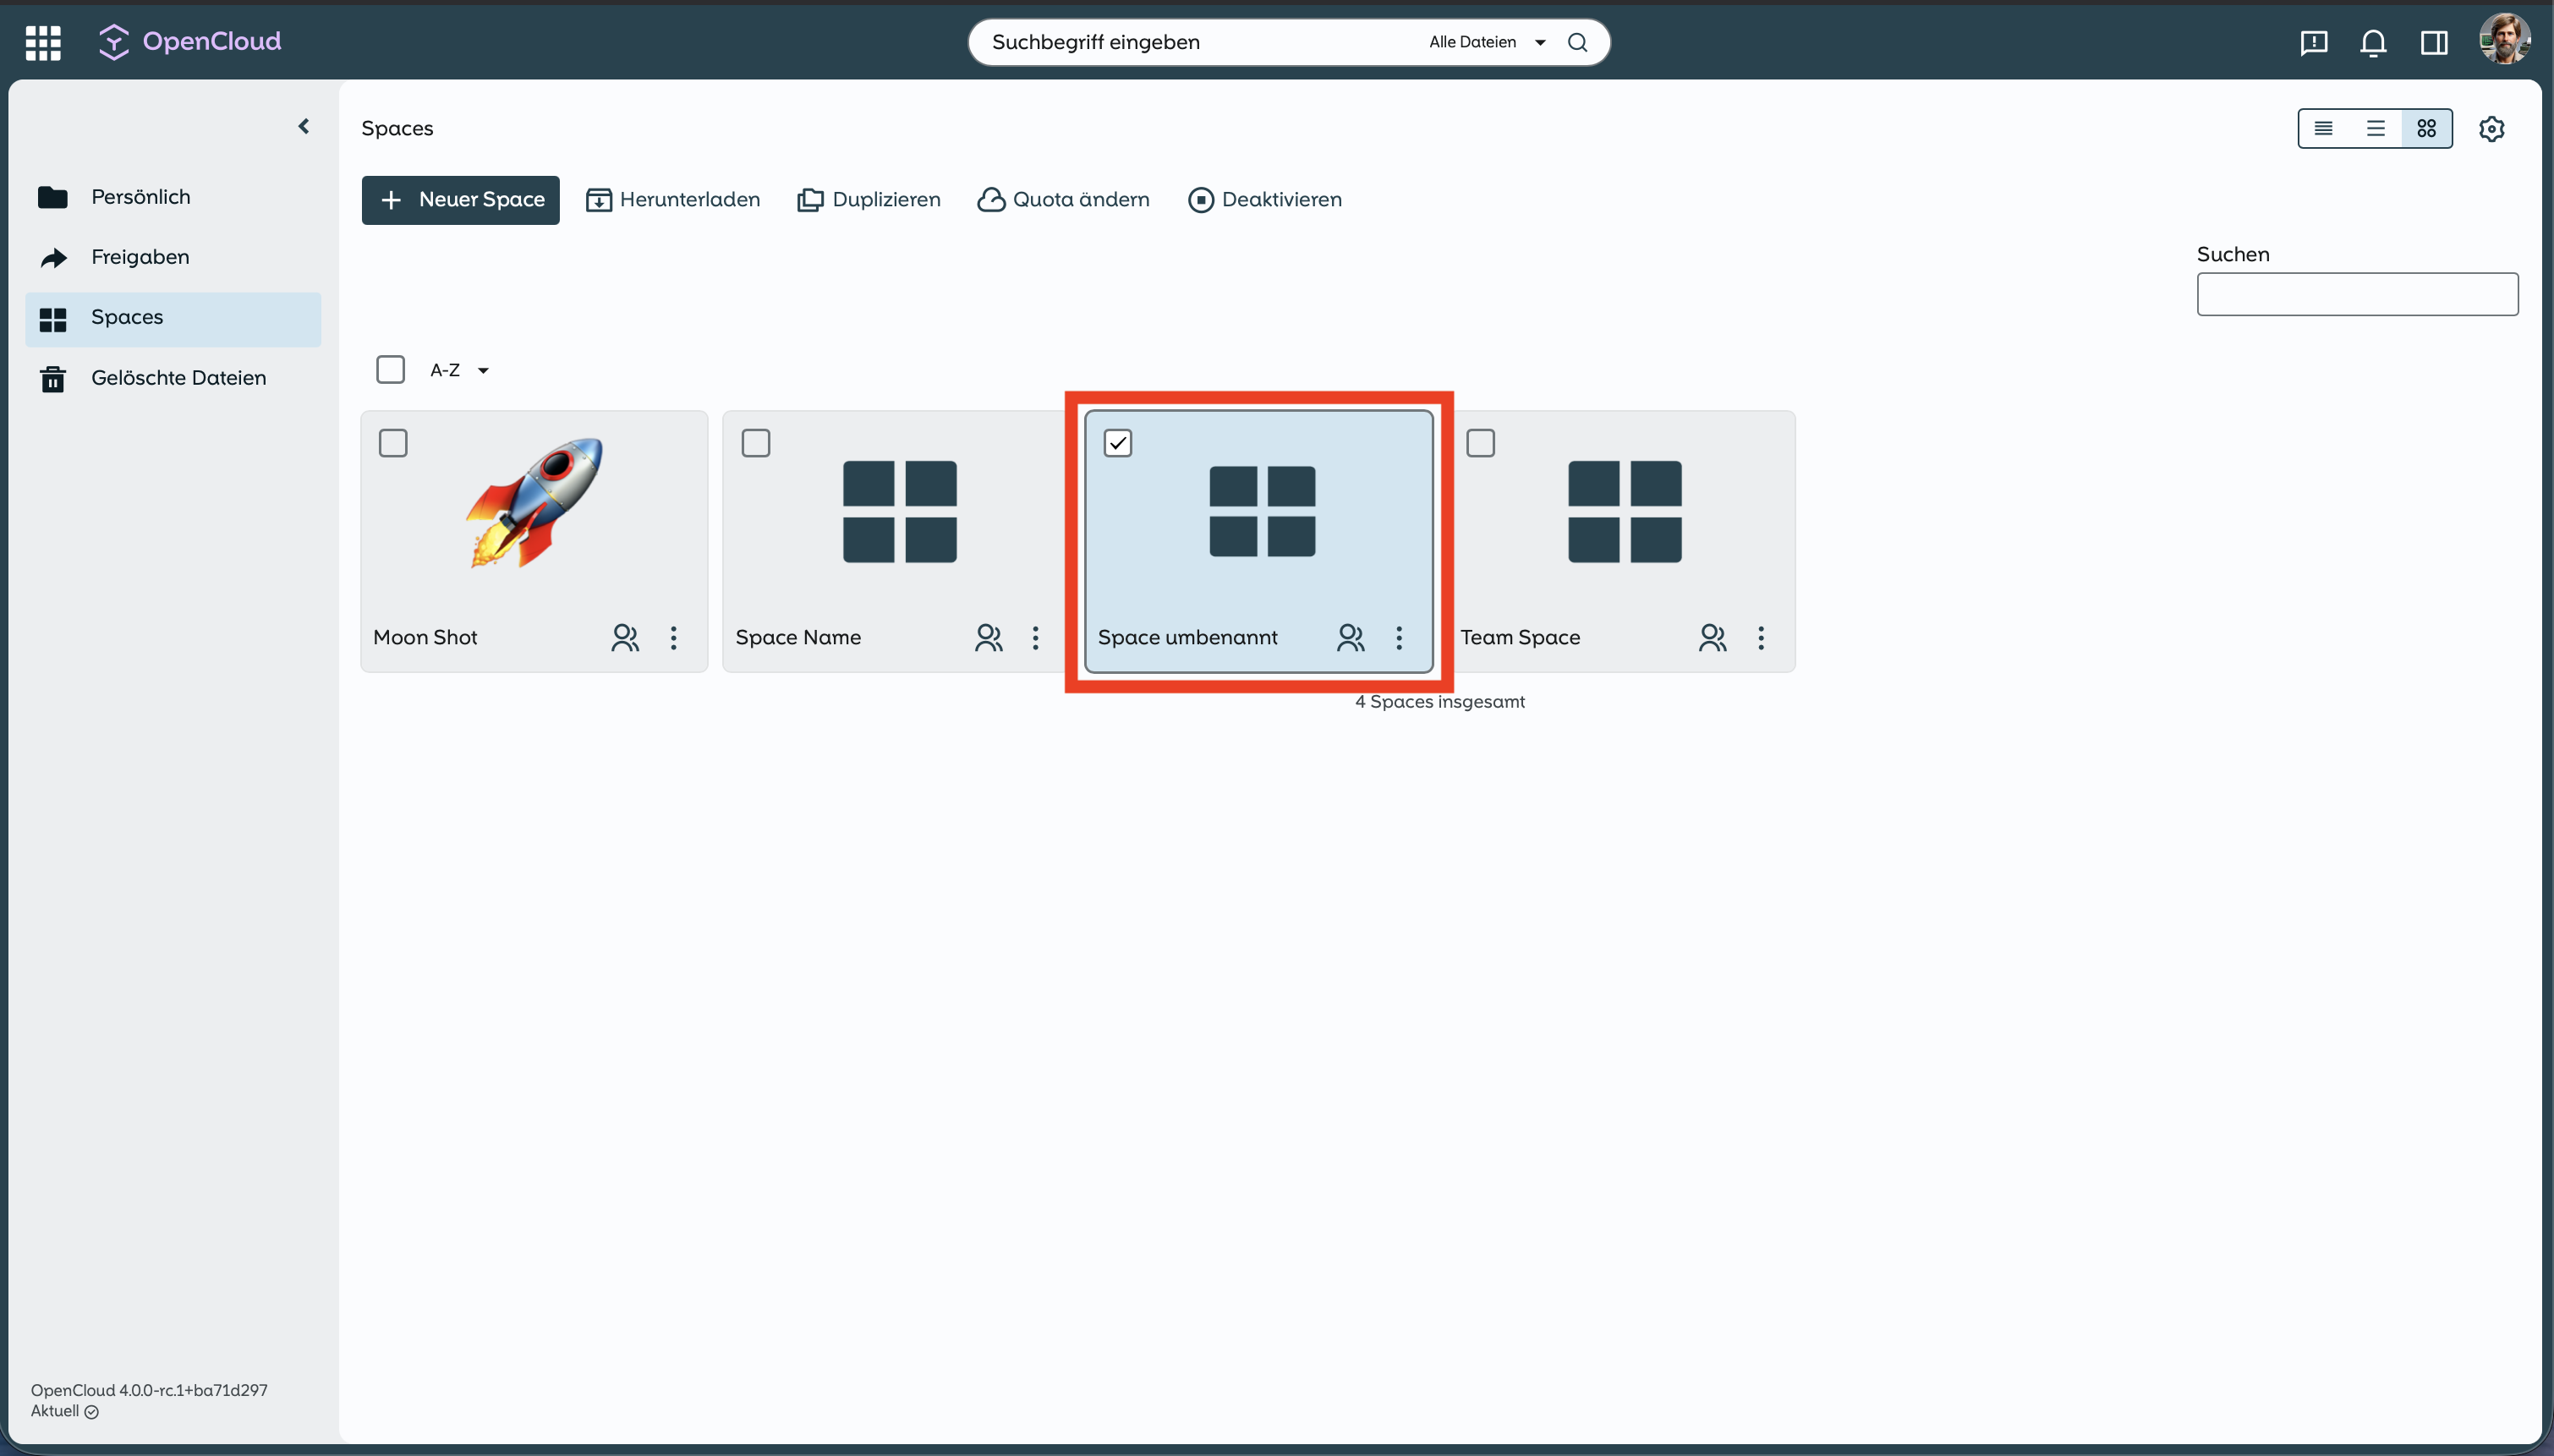 OpenCloud
Suchbegriff eingeben
Alle Dateien
Spaces
Persönlich
Freigaben
Spaces
Gelöschte Dateien
Neuer Space
Herunterladen
Duplizieren
Quota ändern
Deaktivieren
Suchen
A-Z
Moon Shot
Space Name
Space umbenannt
Team Space
4 Spaces insgesamt
OpenCloud 4.0.0-rc.1+ba71d297
Aktuell